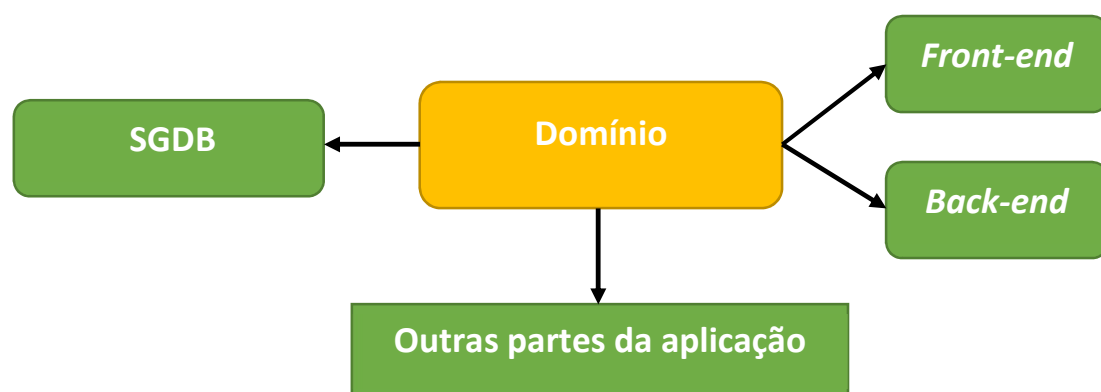 Front-end
SGDB
Domínio
Back-end
Outras partes da aplicação